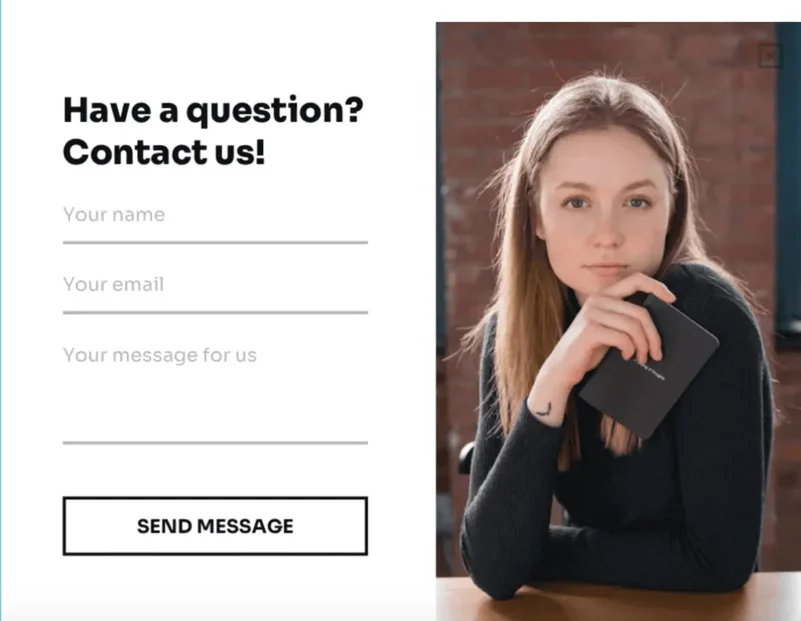 Have a question?
Contact us!
Your name
Your email
Your message for us
SEND MESSAGE